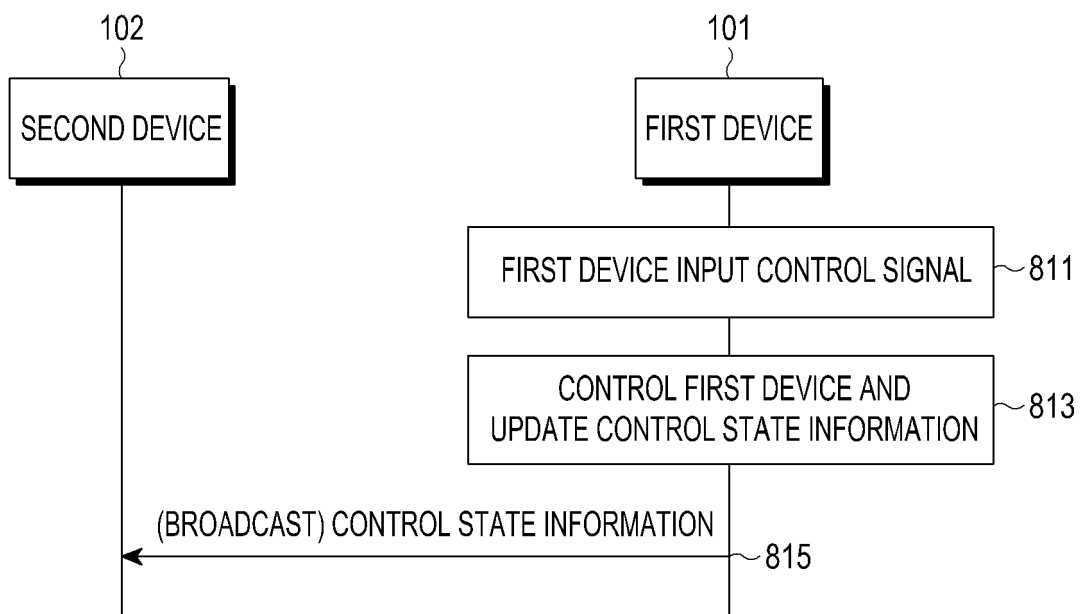 102
101
SECOND DEVICE
FIRST DEVICE
FIRST DEVICE INPUT CONTROL SIGNAL
811
CONTROL FIRST DEVICE AND
UPDATE CONTROL STATE INFORMATION
813
(BROADCAST) CONTROL STATE INFORMATION
815